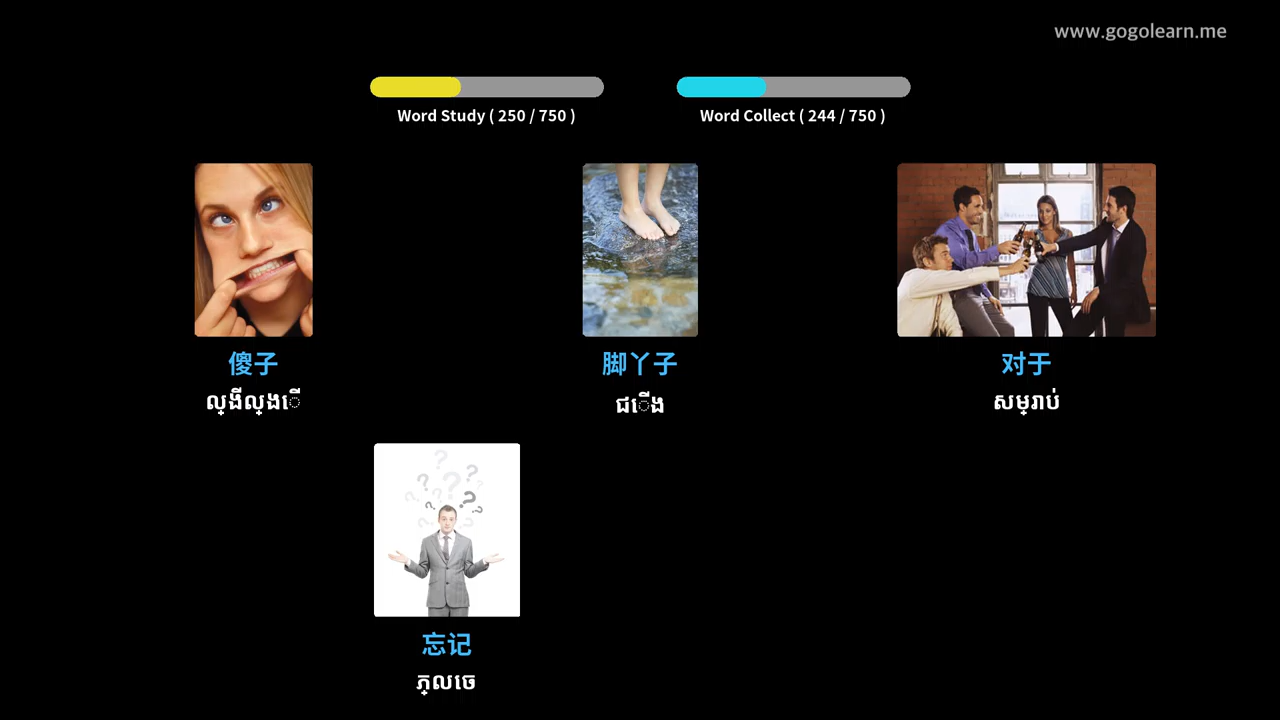 www.gogolearn.me
Word Study ( 250 / 750 )
Word Collect ( 244 / 750 )
傻子
脚丫子
对于
ល្ងីល្ងើ
ជើង
សម្រាប់
忘记
ភ្លេច